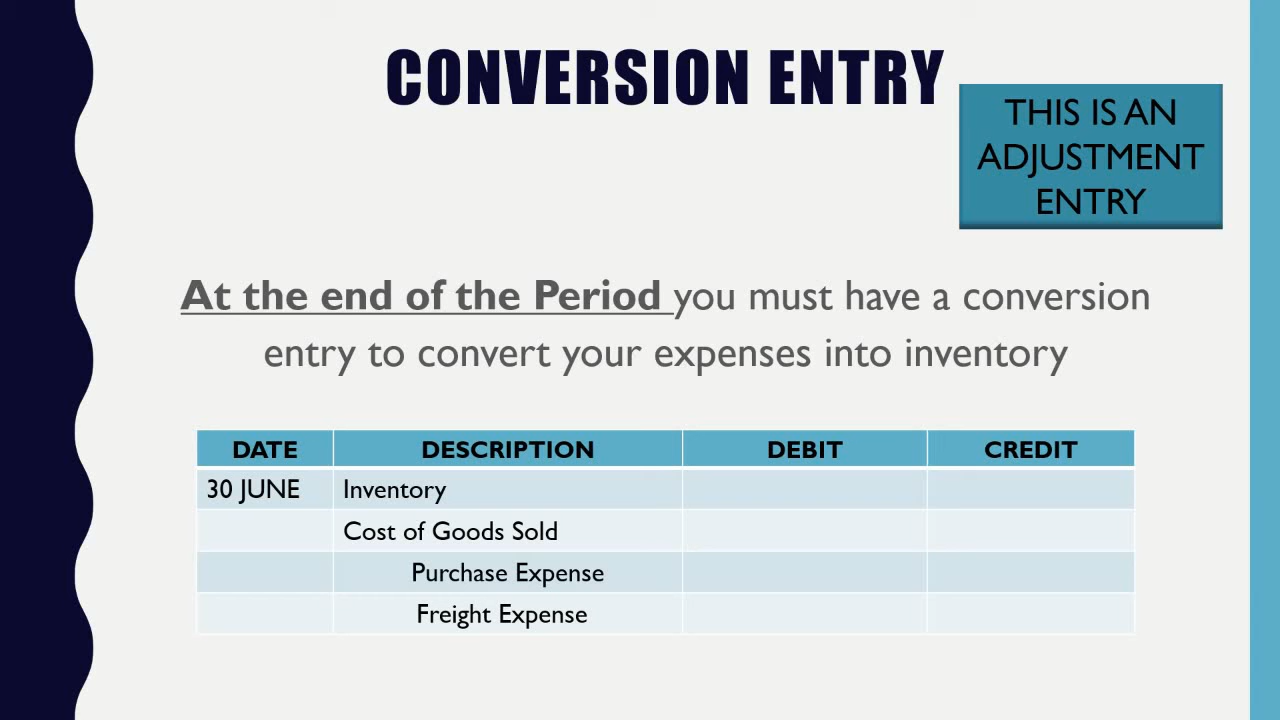 CONVERSION ENTRY
THIS IS AN
ADJUSTMENT
ENTRY
At the end of the Period you must have a conversion
entry to convert your expenses into inventory
DATE DESCRIPTION DEBIT CREDIT
30 JUNE Inventory
Cost of Goods Sold
Purchase Expense
Freight Expense